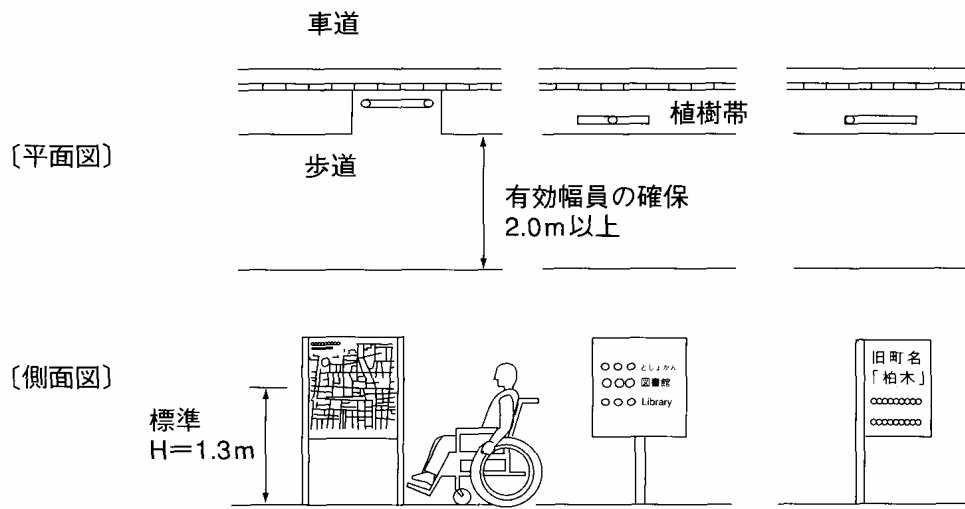 車道
植樹帯
〔平面図〕
歩道
有効幅員の確保
2.0m以上
〔側面図〕
標準
H=1.3m
○○○ としょかん
○○○ 図書館
○○○ Library
旧町名
「柏木」
○○○○○○○○○
○○○○○○○○○